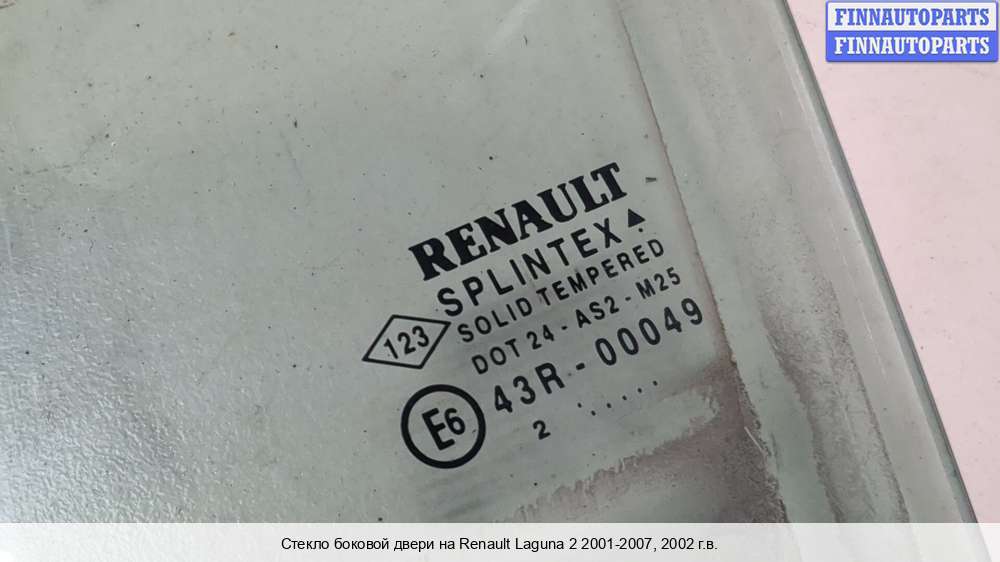 FINNAUTOPARTS
FINNAUTOPARTS
RENAULT
SPLINTEX
SOLID TEMPERED
123
DOT 24 - AS2 - M25
E6
43R - 00049
2 ......
Стекло боковой двери на Renault Laguna 2 2001-2007, 2002 г.в.